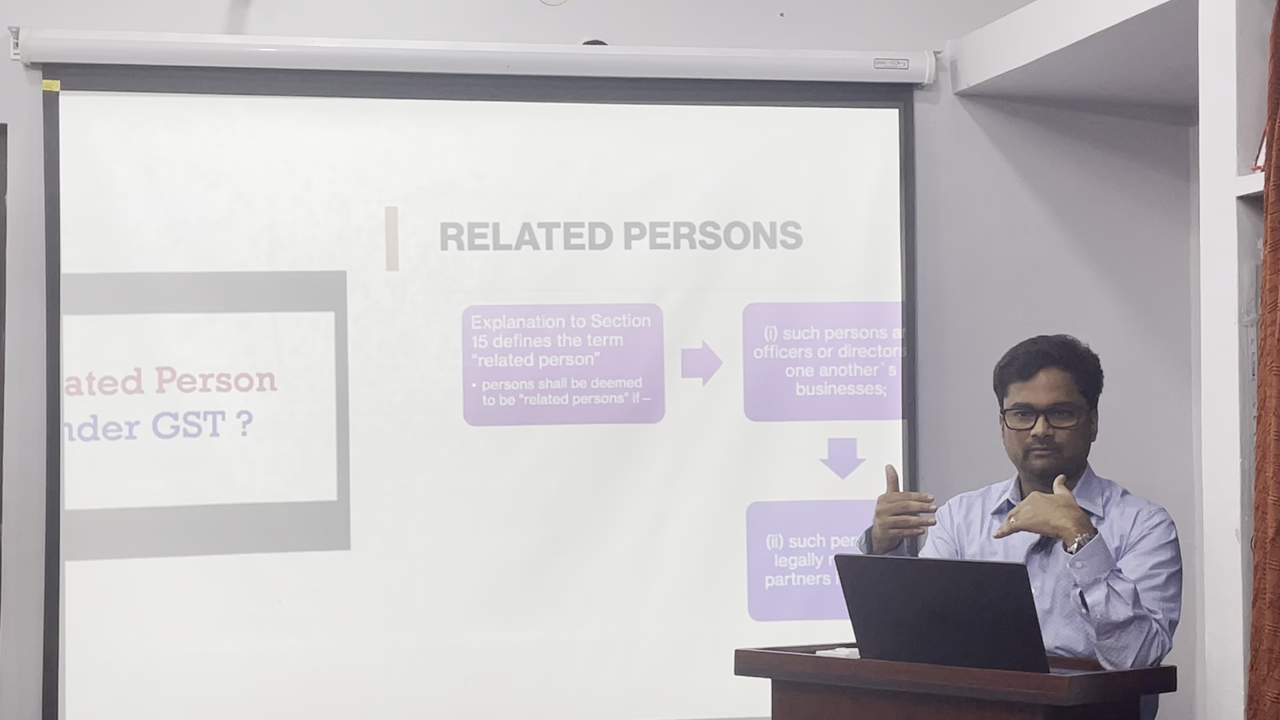 RELATED PERSONS
ated Person
nder GST ?
Explanation to Section
15 defines the term
"related person"
• persons shall be deemed
to be "related persons" if –
(i) such persons a
officers or director
one another`s
businesses;
(ii) such per
legally
partners